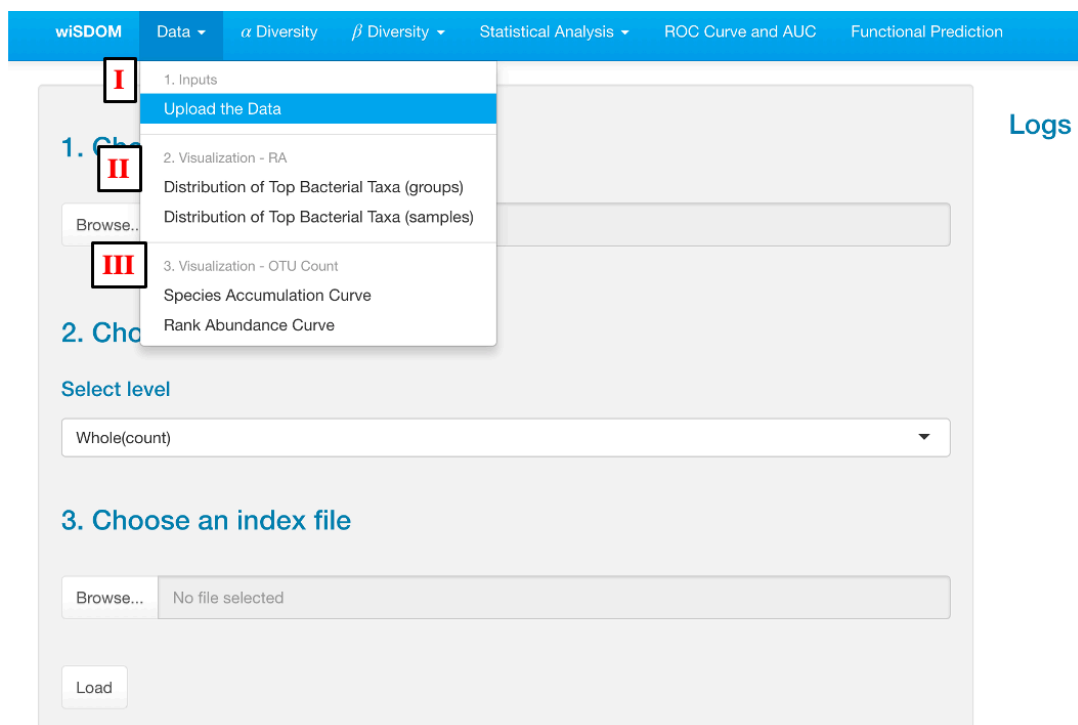 wiSDOM Data α Diversity β Diversity Statistical Analysis ROC Curve and AUC Functional Prediction
I
1. Inputs
Upload the Data
Logs
1.
II
2. Visualization - RA
Distribution of Top Bacterial Taxa (groups)
Distribution of Top Bacterial Taxa (samples)
Browse..
III
3. Visualization - OTU Count
Species Accumulation Curve
Rank Abundance Curve
2. Cho
Select level
Whole(count)
3. Choose an index file
Browse... No file selected
Load